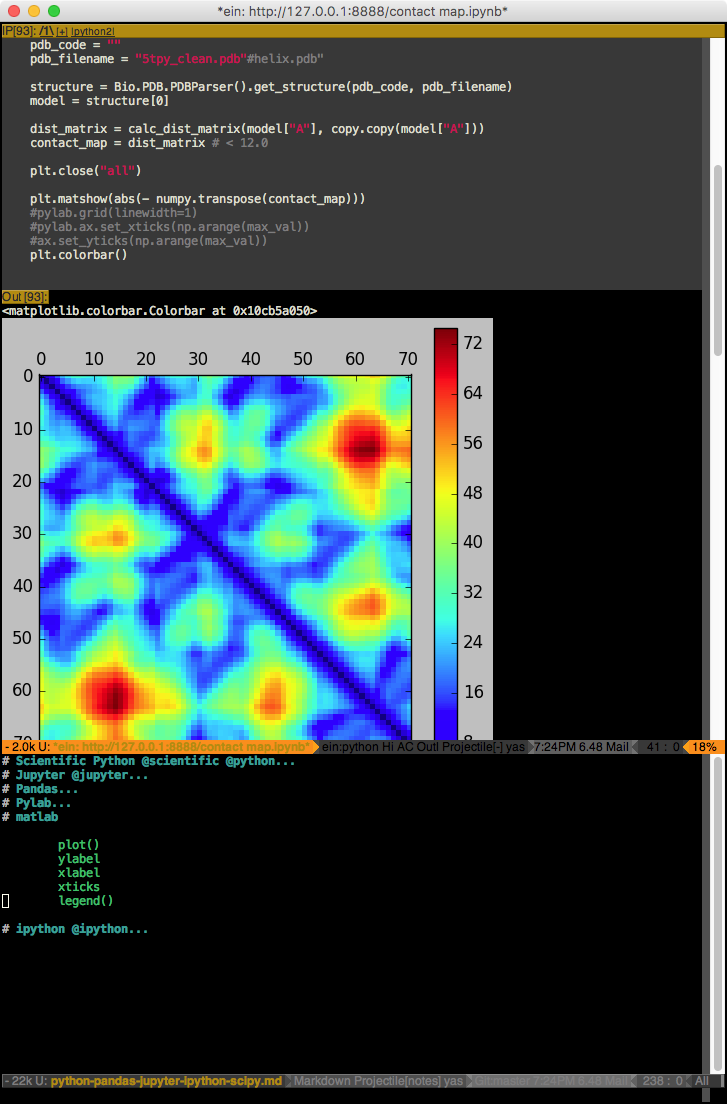 *ein: http://127.0.0.1:8888/contact map.ipynb*
IP[93]: /1\ [+] |python2|
pdb_code = ""
pdb_filename = "5tpy_clean.pdb"#helix.pdb"
structure = Bio.PDB.PDBParser().get_structure(pdb_code, pdb_filename)
model = structure[0]
dist_matrix = calc_dist_matrix(model["A"], copy.copy(model["A"]))
contact_map = dist_matrix # < 12.0
plt.close("all")
plt.matshow(abs(- numpy.transpose(contact_map)))
#pylab.grid(linewidth=1)
#pylab.ax.set_xticks(np.arange(max_val))
#ax.set_yticks(np.arange(max_val))
plt.colorbar()
Out [93]:
<matplotlib.colorbar.Colorbar at 0x10cb5a050>
0 10 20 30 40 50 60 70
0
10
20
30
40
50
60
70
72
64
56
48
40
32
24
16
8
- 2.0k U: *ein: http://127.0.0.1:8888/contact map.ipynb* ein:python Hi AC Outl Projectile[-] yas 7:24PM 6.48 Mail 41 : 0 18%
# Scientific Python @scientific @python...
# Jupyter @jupyter...
# Pandas...
# Pylab...
# matlab
plot()
ylabel
xlabel
xticks
legend()
# ipython @ipython...
- 22k U: python-pandas-jupyter-ipython-scipy.md Markdown Projectile[notes] yas Git:master 7:24PM 6.48 Mail 238 : 0 All